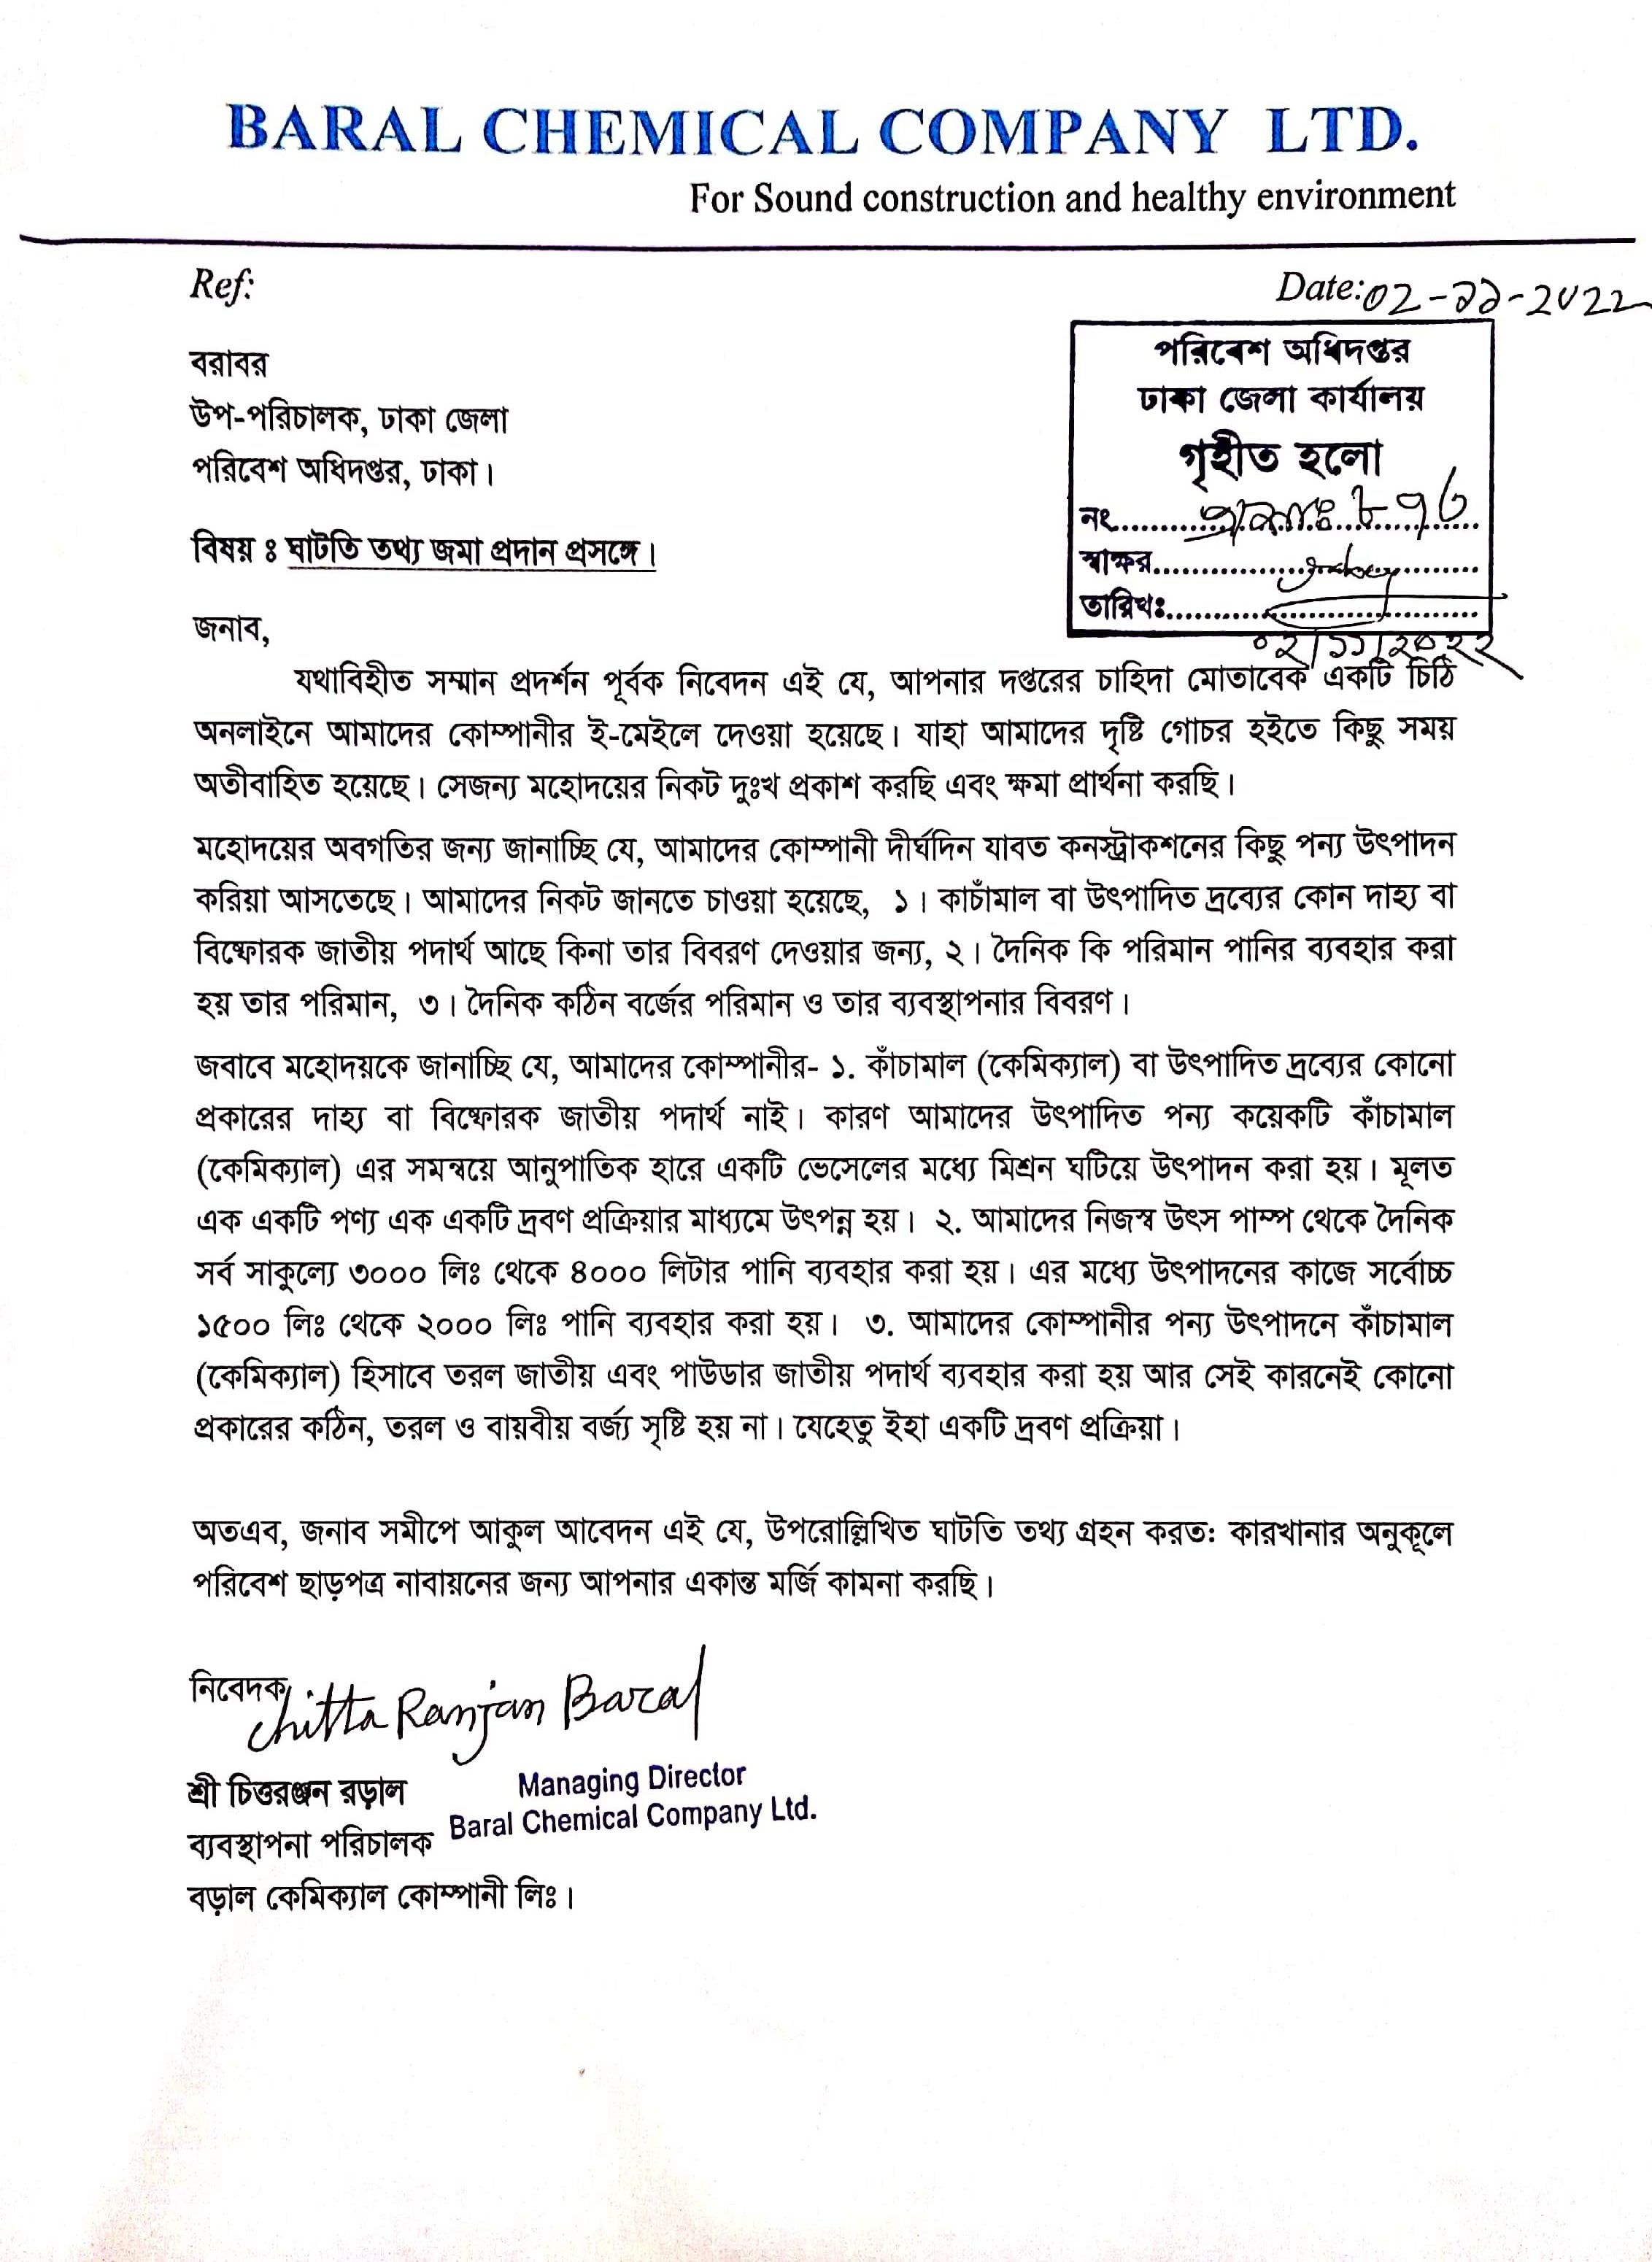 BARAL CHEMICAL COMPANY LTD.
For Sound construction and healthy environment
Ref:
Date: 02-১১-2022
বরাবর
উপ-পরিচালক, ঢাকা জেলা
পরিবেশ অধিদপ্তর, ঢাকা।
পরিবেশ অধিদপ্তর
ঢাকা জেলা কার্যালয়
গৃহীত হলো
নং..............................
স্বাক্ষর..............................
তারিখঃ..............................
০২/১১/২০২২
বিষয় ঃ ঘাটতি তথ্য জমা প্রদান প্রসঙ্গে।
জনাব,
যথাবিহীত সম্মান প্রদর্শন পূর্বক নিবেদন এই যে, আপনার দপ্তরের চাহিদা মোতাবেক একটি চিঠি
অনলাইনে আমাদের কোম্পানীর ই-মেইলে দেওয়া হয়েছে। যাহা আমাদের দৃষ্টি গোচর হইতে কিছু সময়
অতীবাহিত হয়েছে। সেজন্য মহোদয়ের নিকট দুঃখ প্রকাশ করছি এবং ক্ষমা প্রার্থনা করছি।
মহোদয়ের অবগতির জন্য জানাচ্ছি যে, আমাদের কোম্পানী দীর্ঘদিন যাবত কনস্ট্রাকশনের কিছু পন্য উৎপাদন
করিয়া আসতেছে। আমাদের নিকট জানতে চাওয়া হয়েছে, ১। কাচাঁমাল বা উৎপাদিত দ্রব্যের কোন দাহ্য বা
বিষ্ফোরক জাতীয় পদার্থ আছে কিনা তার বিবরণ দেওয়ার জন্য, ২। দৈনিক কি পরিমান পানির ব্যবহার করা
হয় তার পরিমান, ৩। দৈনিক কঠিন বর্জের পরিমান ও তার ব্যবস্থাপনার বিবরণ।
জবাবে মহোদয়কে জানাচ্ছি যে, আমাদের কোম্পানীর- ১. কাঁচামাল (কেমিক্যাল) বা উৎপাদিত দ্রব্যের কোনো
প্রকারের দাহ্য বা বিষ্ফোরক জাতীয় পদার্থ নাই। কারণ আমাদের উৎপাদিত পন্য কয়েকটি কাঁচামাল
(কেমিক্যাল) এর সমন্বয়ে আনুপাতিক হারে একটি ভেসেলের মধ্যে মিশ্রন ঘটিয়ে উৎপাদন করা হয়। মূলত
এক একটি পণ্য এক একটি দ্রবণ প্রক্রিয়ার মাধ্যমে উৎপন্ন হয়। ২. আমাদের নিজস্ব উৎস পাম্প থেকে দৈনিক
সর্ব সাকুল্যে ৩০০০ লিঃ থেকে ৪০০০ লিটার পানি ব্যবহার করা হয়। এর মধ্যে উৎপাদনের কাজে সর্বোচ্চ
১৫০০ লিঃ থেকে ২০০০ লিঃ পানি ব্যবহার করা হয়। ৩. আমাদের কোম্পানীর পন্য উৎপাদনে কাঁচামাল
(কেমিক্যাল) হিসাবে তরল জাতীয় এবং পাউডার জাতীয় পদার্থ ব্যবহার করা হয় আর সেই কারনেই কোনো
প্রকারের কঠিন, তরল ও বায়বীয় বর্জ্য সৃষ্টি হয় না। যেহেতু ইহা একটি দ্রবণ প্রক্রিয়া।
অতএব, জনাব সমীপে আকুল আবেদন এই যে, উপরোল্লিখিত ঘাটতি তথ্য গ্রহন করত: কারখানার অনুকূলে
পরিবেশ ছাড়পত্র নাবায়নের জন্য আপনার একান্ত মর্জি কামনা করছি।
নিবেদক
Chitta Ranjan Baral
শ্রী চিত্তরঞ্জন রড়াল
Managing Director
ব্যবস্থাপনা পরিচালক
Baral Chemical Company Ltd.
বড়াল কেমিক্যাল কোম্পানী লিঃ।